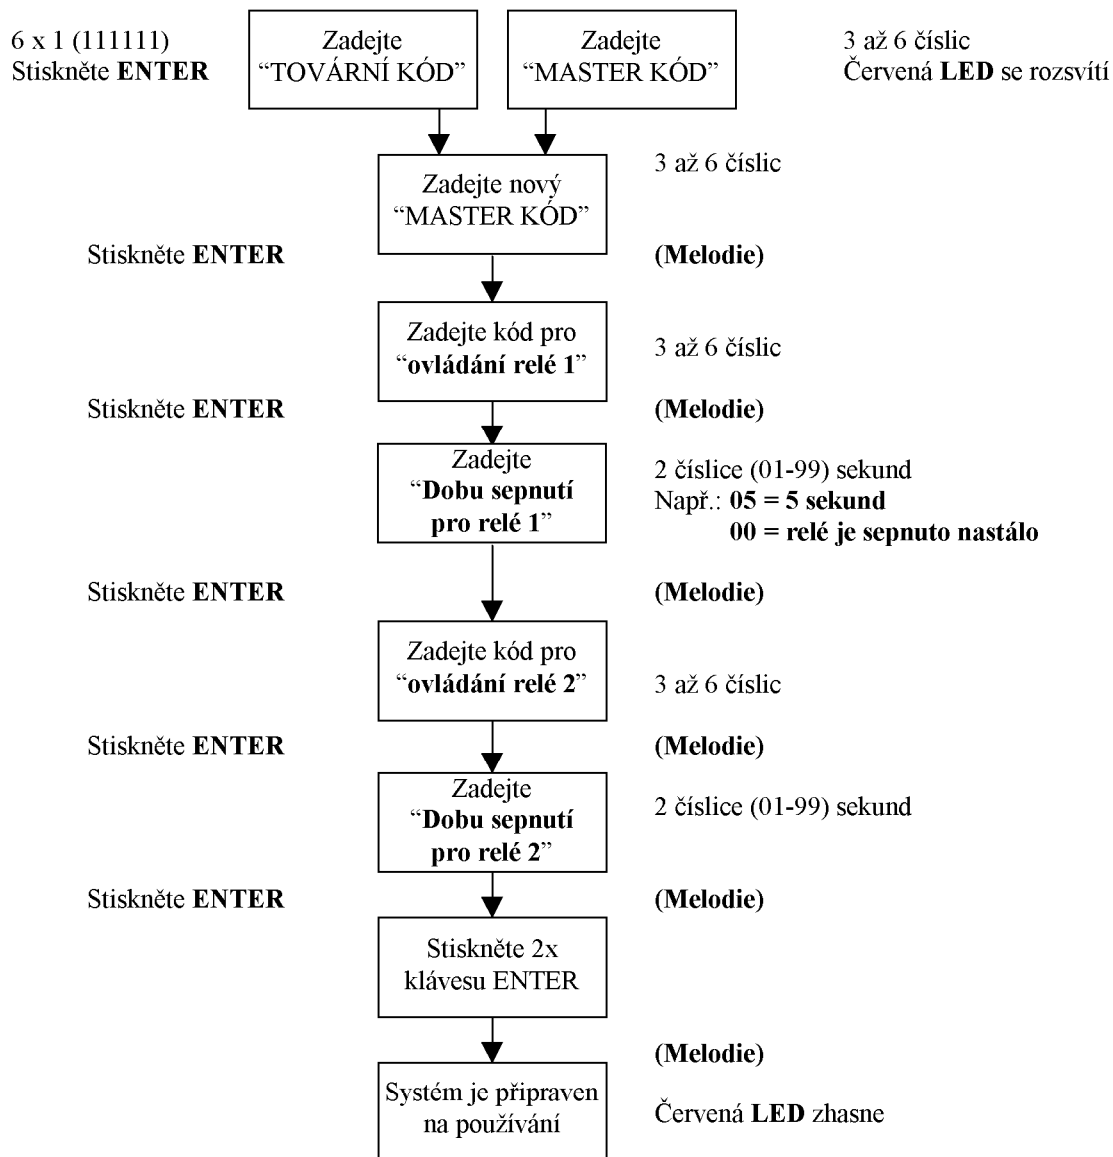 6 x 1 (111111)
Stiskněte ENTER
Zadejte
“TOVÁRNÍ KÓD”
Zadejte
“MASTER KÓD”
3 až 6 číslic
Červená LED se rozsvítí
Zadejte nový
“MASTER KÓD”
3 až 6 číslic
Stiskněte ENTER
(Melodie)
Zadejte kód pro
“ovládání relé 1”
3 až 6 číslic
Stiskněte ENTER
(Melodie)
Zadejte
“Dobu sepnutí
pro relé 1”
2 číslice (01-99) sekund
Např.: 05 = 5 sekund
00 = relé je sepnuto nastálo
Stiskněte ENTER
(Melodie)
Zadejte kód pro
“ovládání relé 2”
3 až 6 číslic
Stiskněte ENTER
(Melodie)
Zadejte
“Dobu sepnutí
pro relé 2”
2 číslice (01-99) sekund
Stiskněte ENTER
(Melodie)
Stiskněte 2x
klávesu ENTER
(Melodie)
Systém je připraven
na používání
Červená LED zhasne